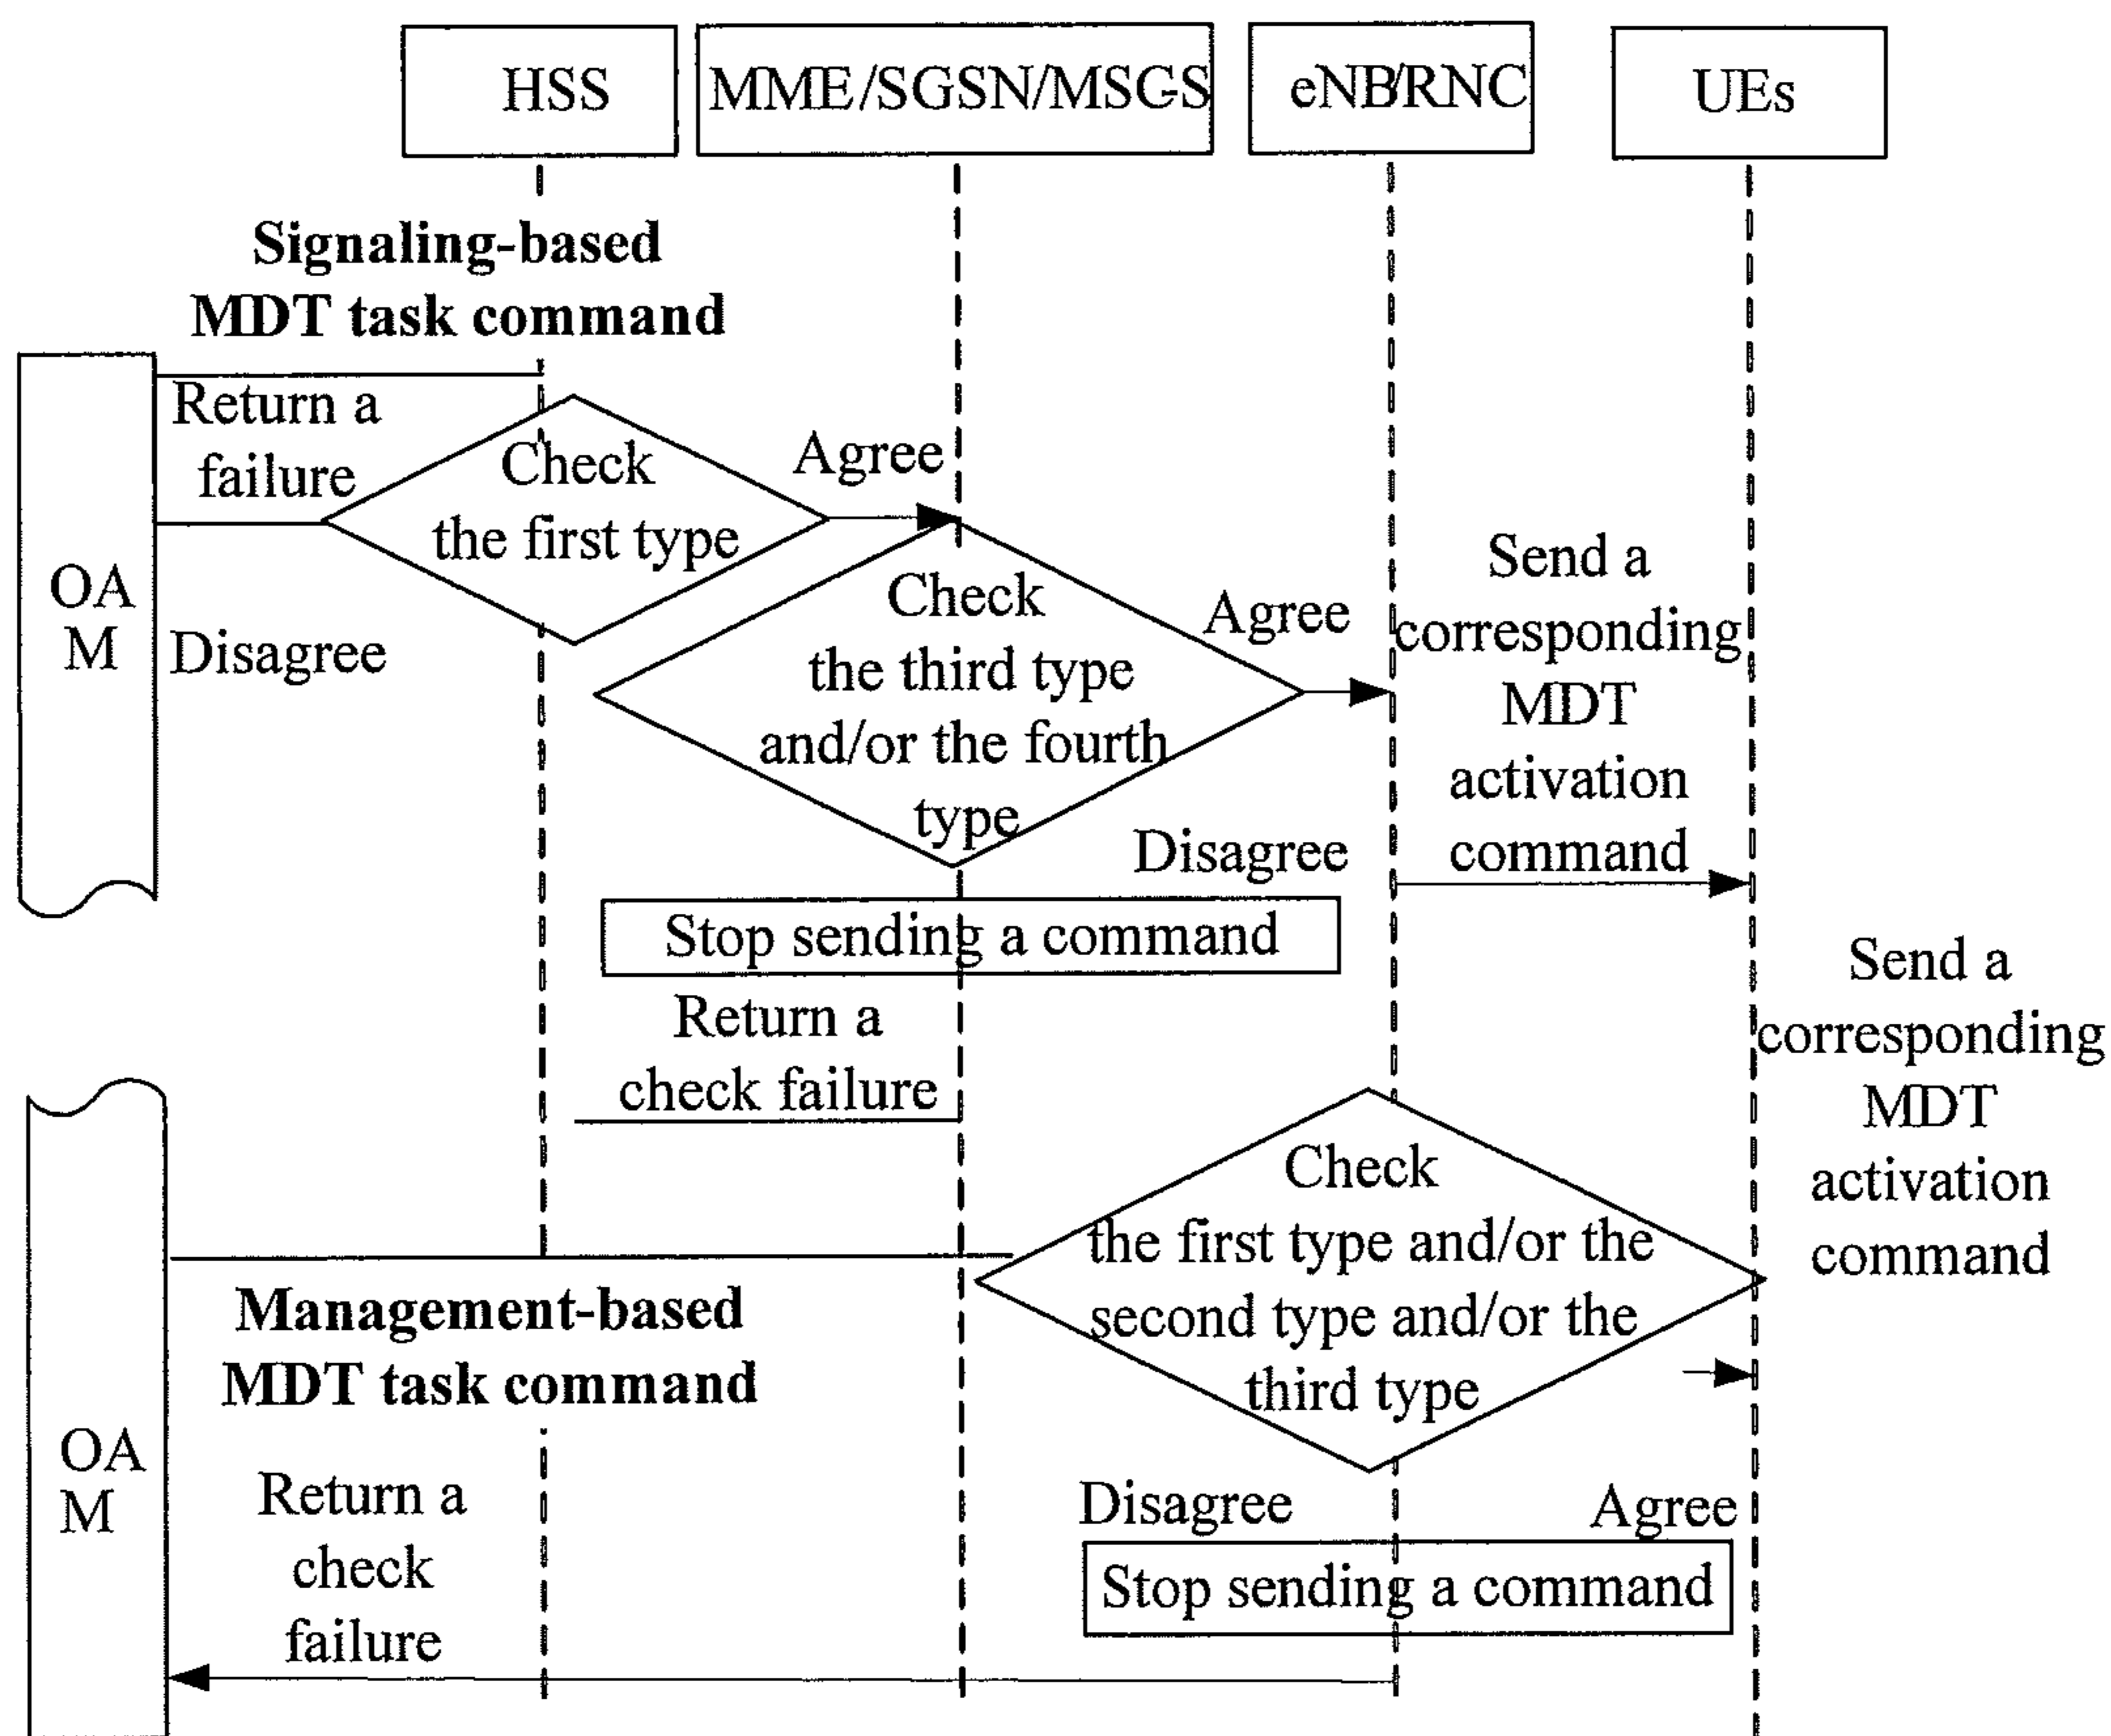 HSS
MME/SGSN/MSC-S
eNB/RNC
UEs
Signaling-based
MDT task command
Return a
failure
Check
the first type
Agree
OA
M
Disagree
Check
the third type
and/or the fourth
type
Agree
Send a
corresponding
MDT
activation
command
Disagree
Stop sending a command
Return a
check failure
Send a
corresponding
MDT
activation
command
Check
the first type and/or the
second type and/or the
third type
Management-based
MDT task command
OA
M
Return a
check
failure
Disagree
Agree
Stop sending a command